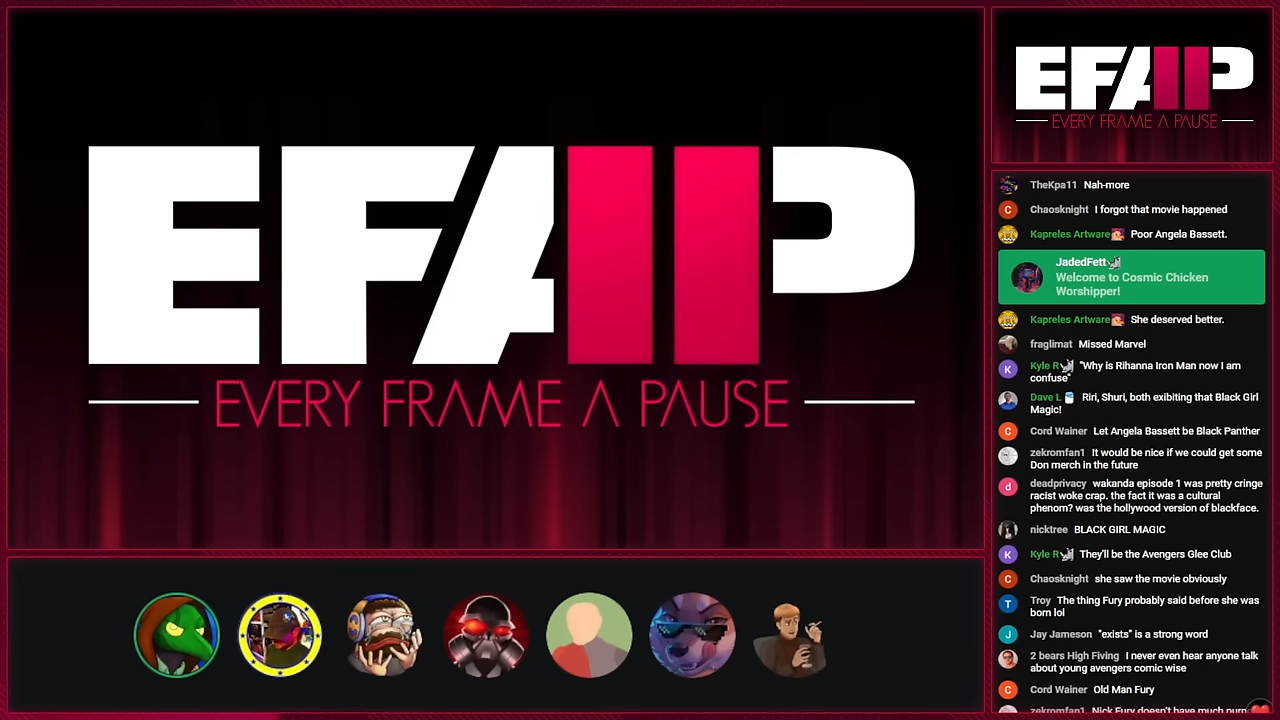 EFAP
EVERY FRAME A PAUSE
EFAP
EVERY FRAME A PAUSE
TheKpa11 Nah-more
C Chaosknight I forgot that movie happened
Kapreles Artware Poor Angela Bassett.
JadedFett
Welcome to Cosmic Chicken
Worshipper!
Kapreles Artware She deserved better.
fraglimat Missed Marvel
K Kyle R "Why is Rihanna Iron Man now I am
confuse"
Dave L Riri, Shuri, both exibiting that Black Girl
Magic!
C Cord Wainer Let Angela Bassett be Black Panther
zekromfan1 It would be nice if we could get some
Don merch in the future
d deadprivacy wakanda episode 1 was pretty cringe
racist woke crap. the fact it was a cultural
phenom? was the hollywood version of blackface.
nicktree BLACK GIRL MAGIC
K Kyle R They'll be the Avengers Glee Club
C Chaosknight she saw the movie obviously
T Troy The thing Fury probably said before she was
born lol
J Jay Jameson "exists" is a strong word
2 bears High Fiving I never even hear anyone talk
about young avengers comic wise
C Cord Wainer Old Man Fury
zekromfan1 Nick Fury doesn't have much